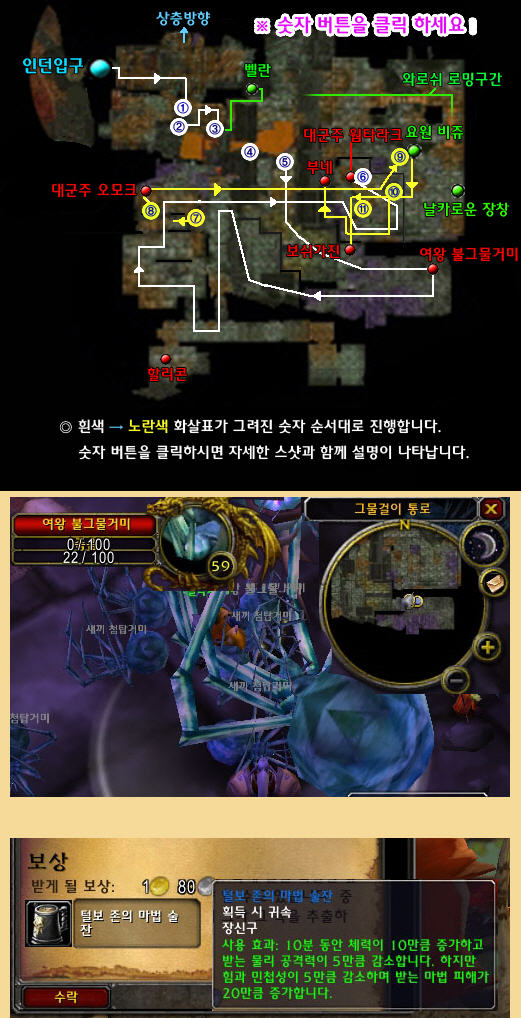 상층방향
※ 숫자 버튼을 클릭 하세요
인던입구
벨란
와로쉬 로밍구간
①
②
③
대군주 웜타라크
요원 비쥬
④
⑤
부네
⑥
⑨
대군주 오모크
⑩
날카로운 장창
⑧
⑦
⑪
보쉬가진
여왕 불그물거미
할리콘
◎ 흰색 → 노란색 화살표가 그려진 숫자 순서대로 진행합니다.
숫자 버튼을 클릭하시면 자세한 스샷과 함께 설명이 나타납니다.
그물걸이 통로
여왕 불그물거미
N
22 / 100
59
새끼 첨탑거미
새끼 첨탑거미
새끼 첨탑거미
첨탑거미
보상
받게 될 보상: 1 80
털보 존의 마법 술잔
털보 존의 마법 술
잔
획득 시 귀속
장신구
사용 효과: 10분 동안 체력이 10만큼 증가하고
받는 물리 공격력이 5만큼 감소합니다. 하지만
힘과 민첩성이 5만큼 감소하며 받는 마법 피해가
20만큼 증가합니다.
수락